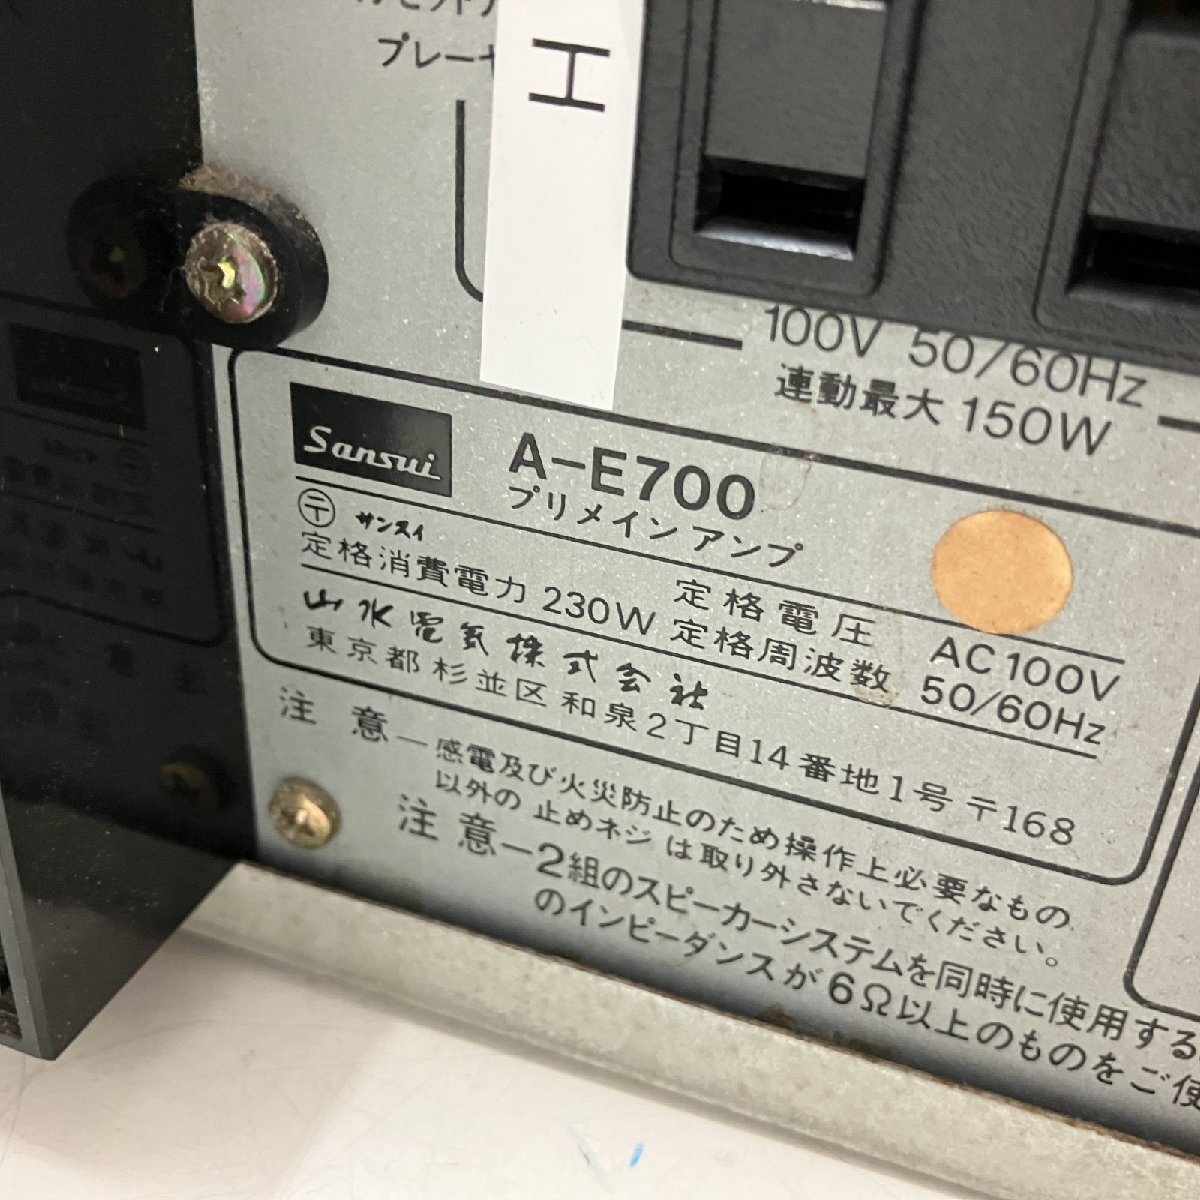 プレーヤ
エ
100V 50/60Hz
連動最大 150W
Sansui
A-E700
プリメインアンプ
〒 サンスイ
定格消費電力 230W
定格電圧 AC100V
定格周波数 50/60Hz
山水電気株式会社
東京都杉並区和泉2丁目14番地1号 〒168
注 意ー感電及び火災防止のため操作上必要なもの
以外の 止めネジ は取り外さないでください。
注 意ー2組のスピーカーシステムを同時に使用する
のインピーダンスが6Ω以上のものをご使